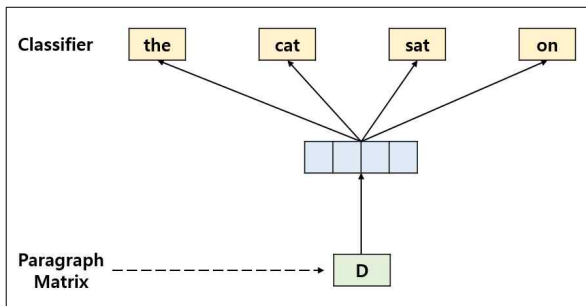 Classifier
the
cat
sat
on
Paragraph
Matrix
D